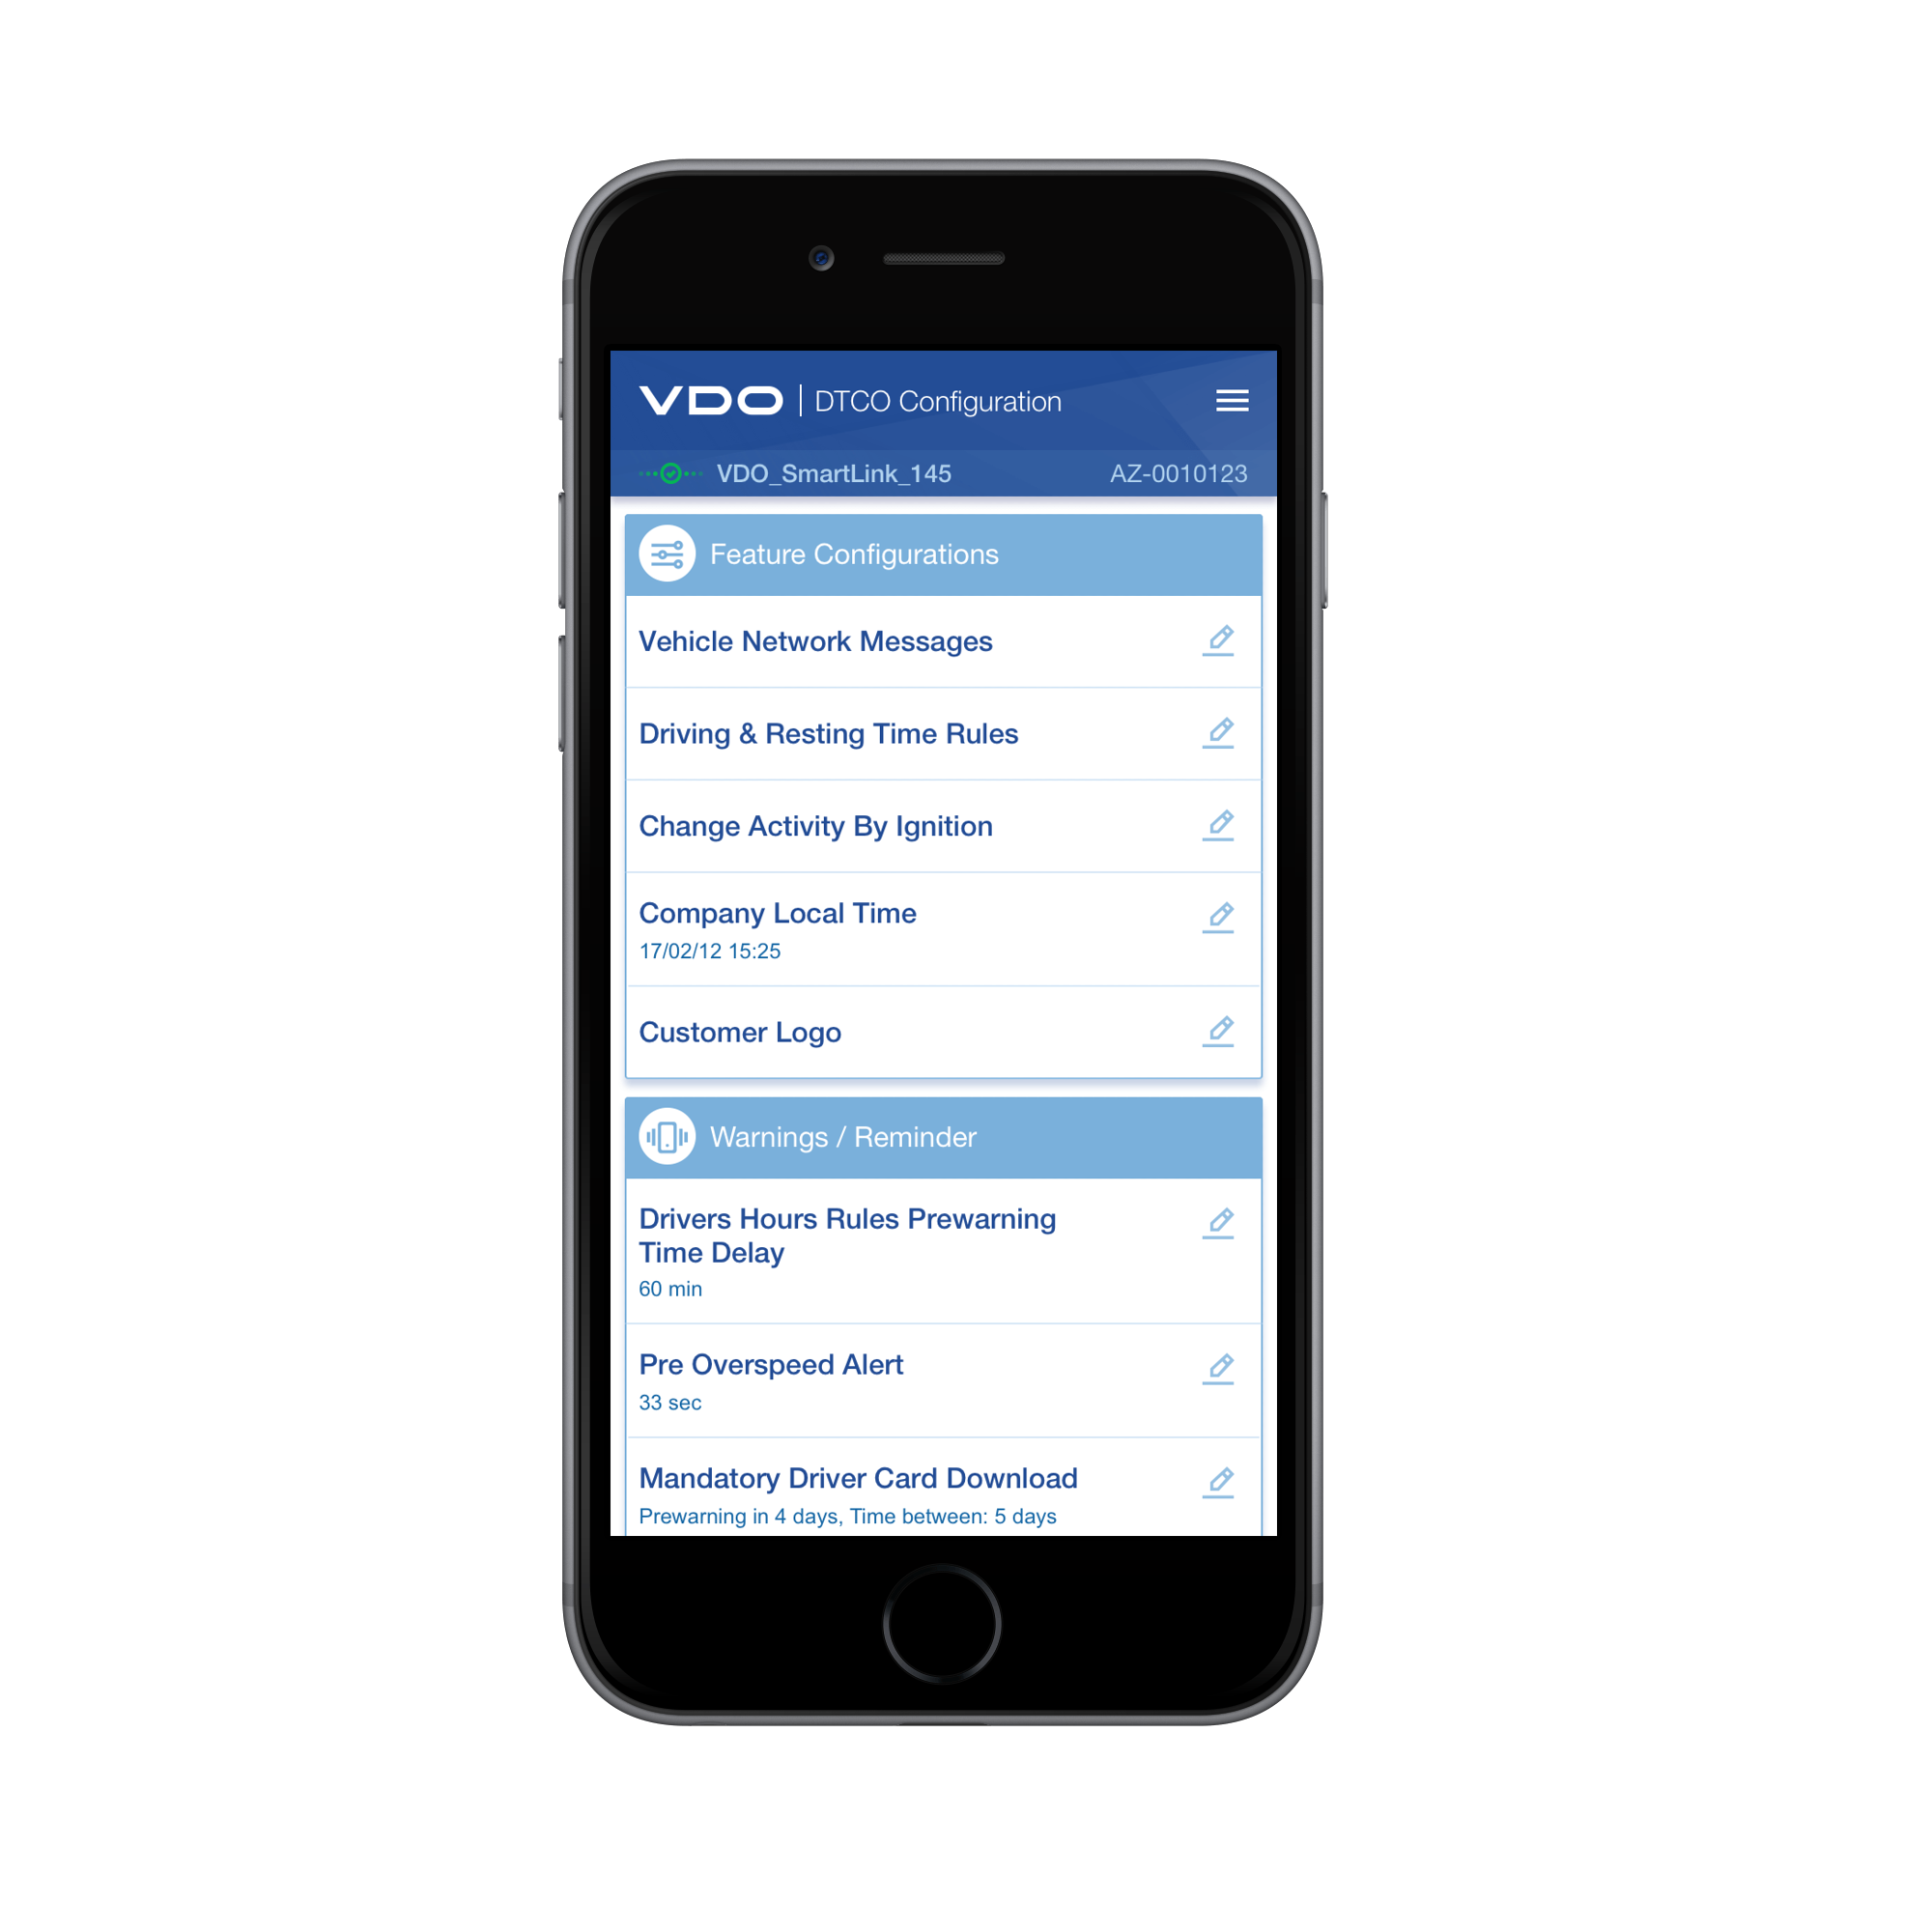 VDO | DTCO Configuration
VDO_SmartLink_145 AZ-0010123
Feature Configurations
Vehicle Network Messages
Driving & Resting Time Rules
Change Activity By Ignition
Company Local Time
17/02/12 15:25
Customer Logo
Warnings / Reminder
Drivers Hours Rules Prewarning
Time Delay
60 min
Pre Overspeed Alert
33 sec
Mandatory Driver Card Download
Prewarning in 4 days, Time between: 5 days